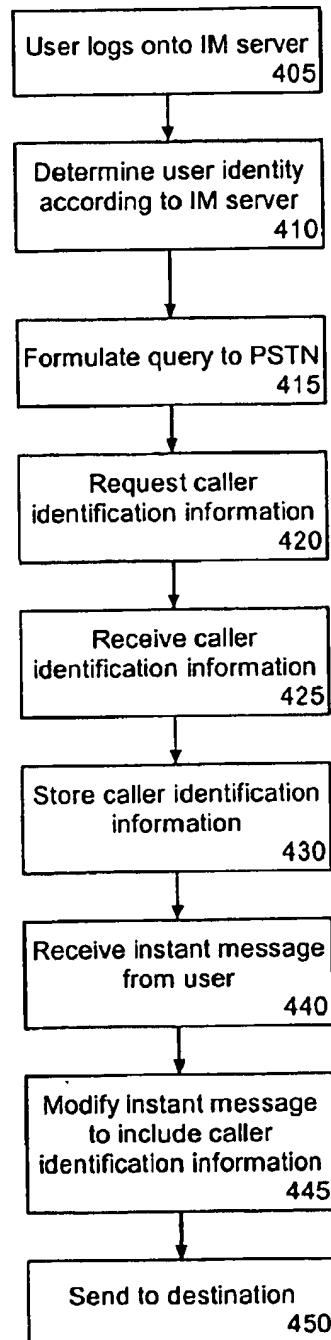 User logs onto IM server
405
Determine user identity
according to IM server
410
Formulate query to PSTN
415
Request caller
identification information
420
Receive caller
identification information
425
Store caller identification
information
430
Receive instant message
from user
440
Modify instant message
to include caller
identification information
445
Send to destination
450